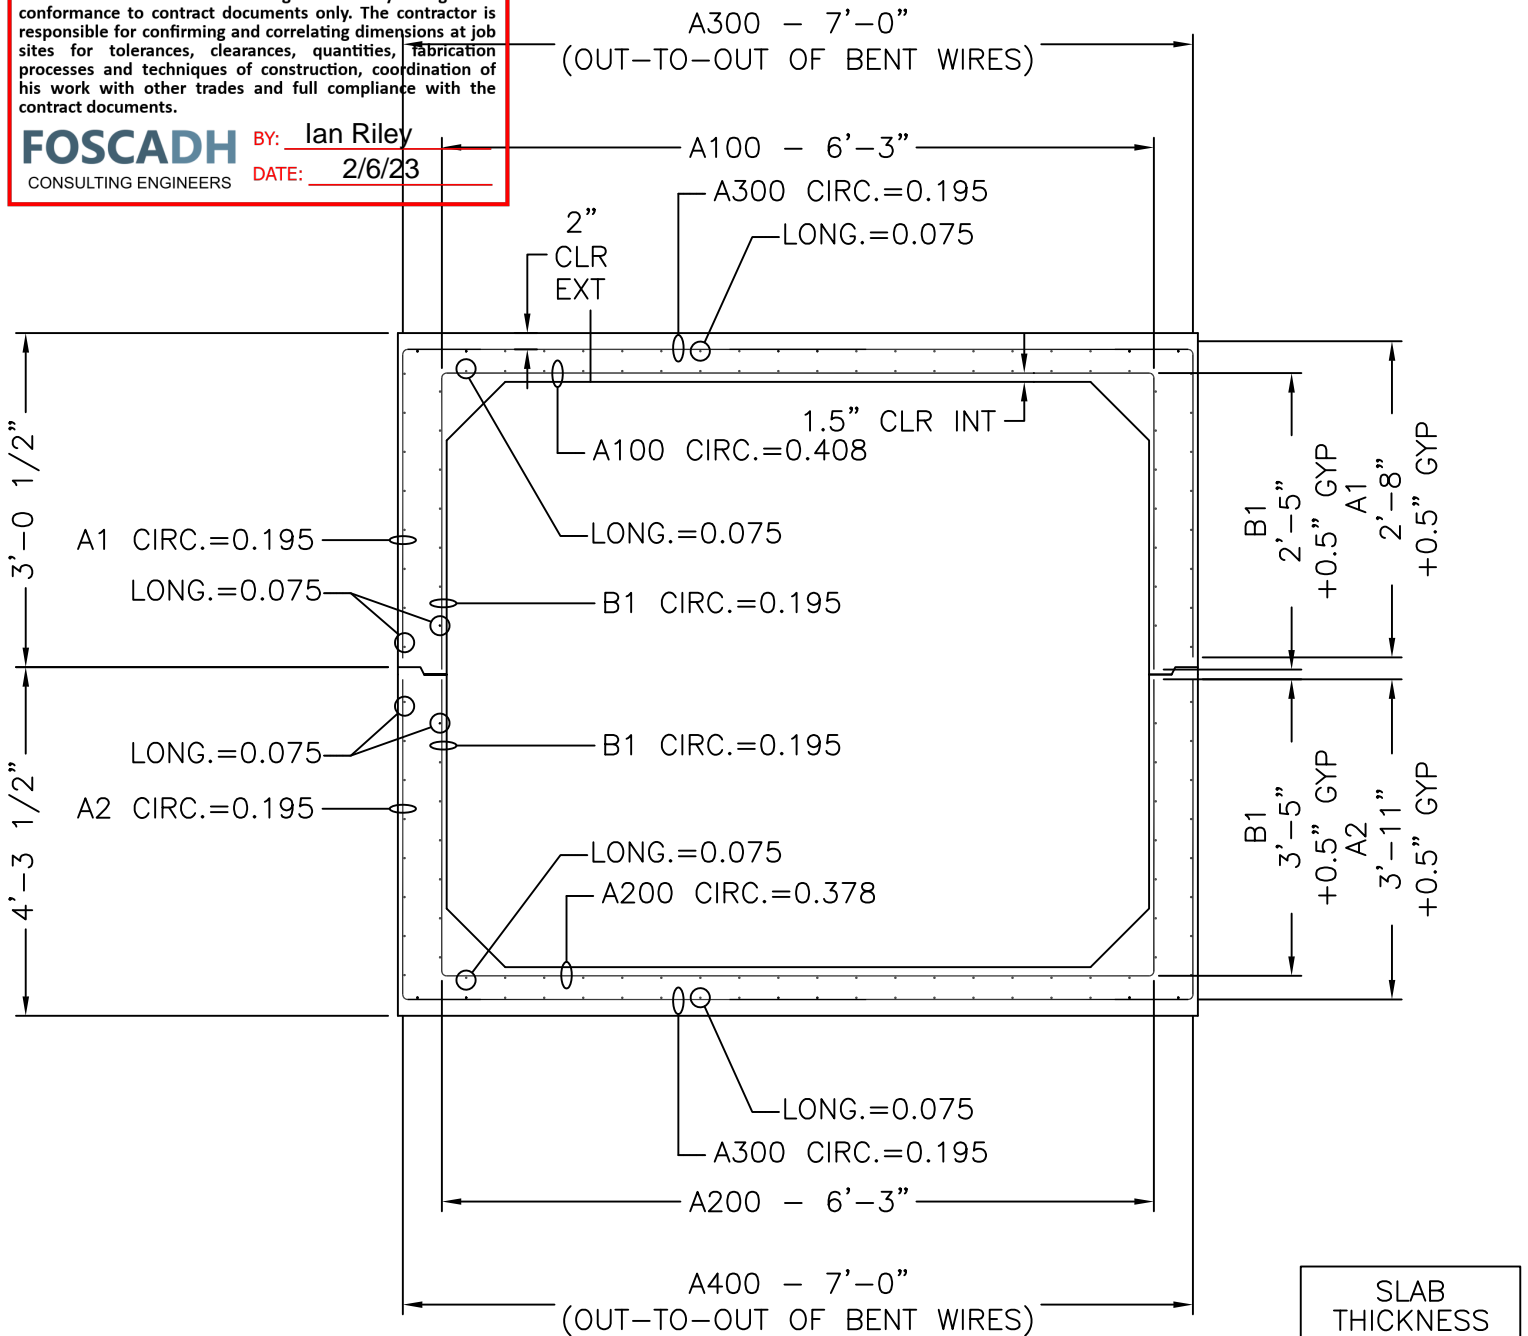 conformance to contract documents only. The contractor is
responsible for confirming and correlating dimensions at job
sites for tolerances, clearances, quantities, fabrication
processes and techniques of construction, coordination of
his work with other trades and full compliance with the
contract documents.
FOSCADH
CONSULTING ENGINEERS
BY: Ian Riley
DATE: 2/6/23
A300 - 7'-0"
(OUT-TO-OUT OF BENT WIRES)
A100 - 6'-3"
A300 CIRC.=0.195
LONG.=0.075
2"
CLR
EXT
1.5" CLR INT
A100 CIRC.=0.408
LONG.=0.075
3'-0 1/2"
A1 CIRC.=0.195
LONG.=0.075
B1 CIRC.=0.195
B1
2'-5"
+0.5" GYP
A1
2'-8"
+0.5" GYP
4'-3 1/2"
LONG.=0.075
B1 CIRC.=0.195
A2 CIRC.=0.195
LONG.=0.075
A200 CIRC.=0.378
B1
3'-5"
+0.5" GYP
A2
3'-11"
+0.5" GYP
LONG.=0.075
A300 CIRC.=0.195
A200 - 6'-3"
A400 - 7'-0"
(OUT-TO-OUT OF BENT WIRES)
SLAB
THICKNESS